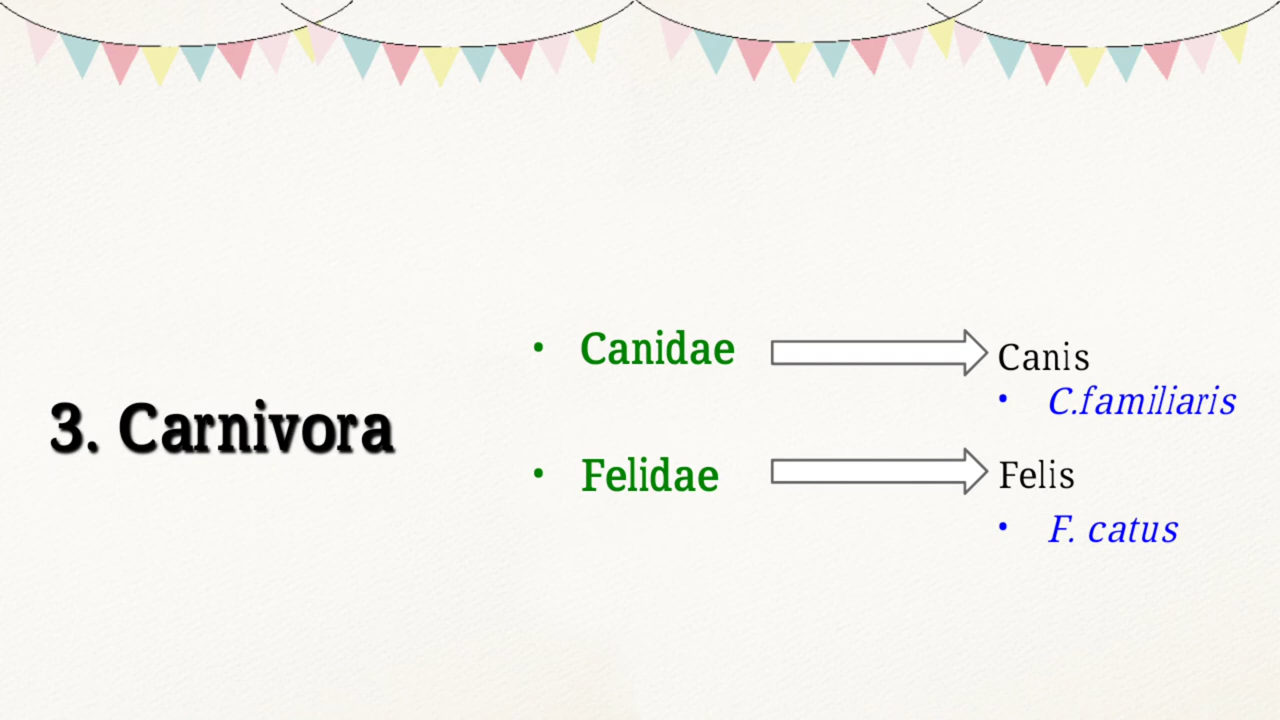 3. Carnivora
• Canidae
Canis
• C.familiaris
• Felidae
Felis
• F. catus